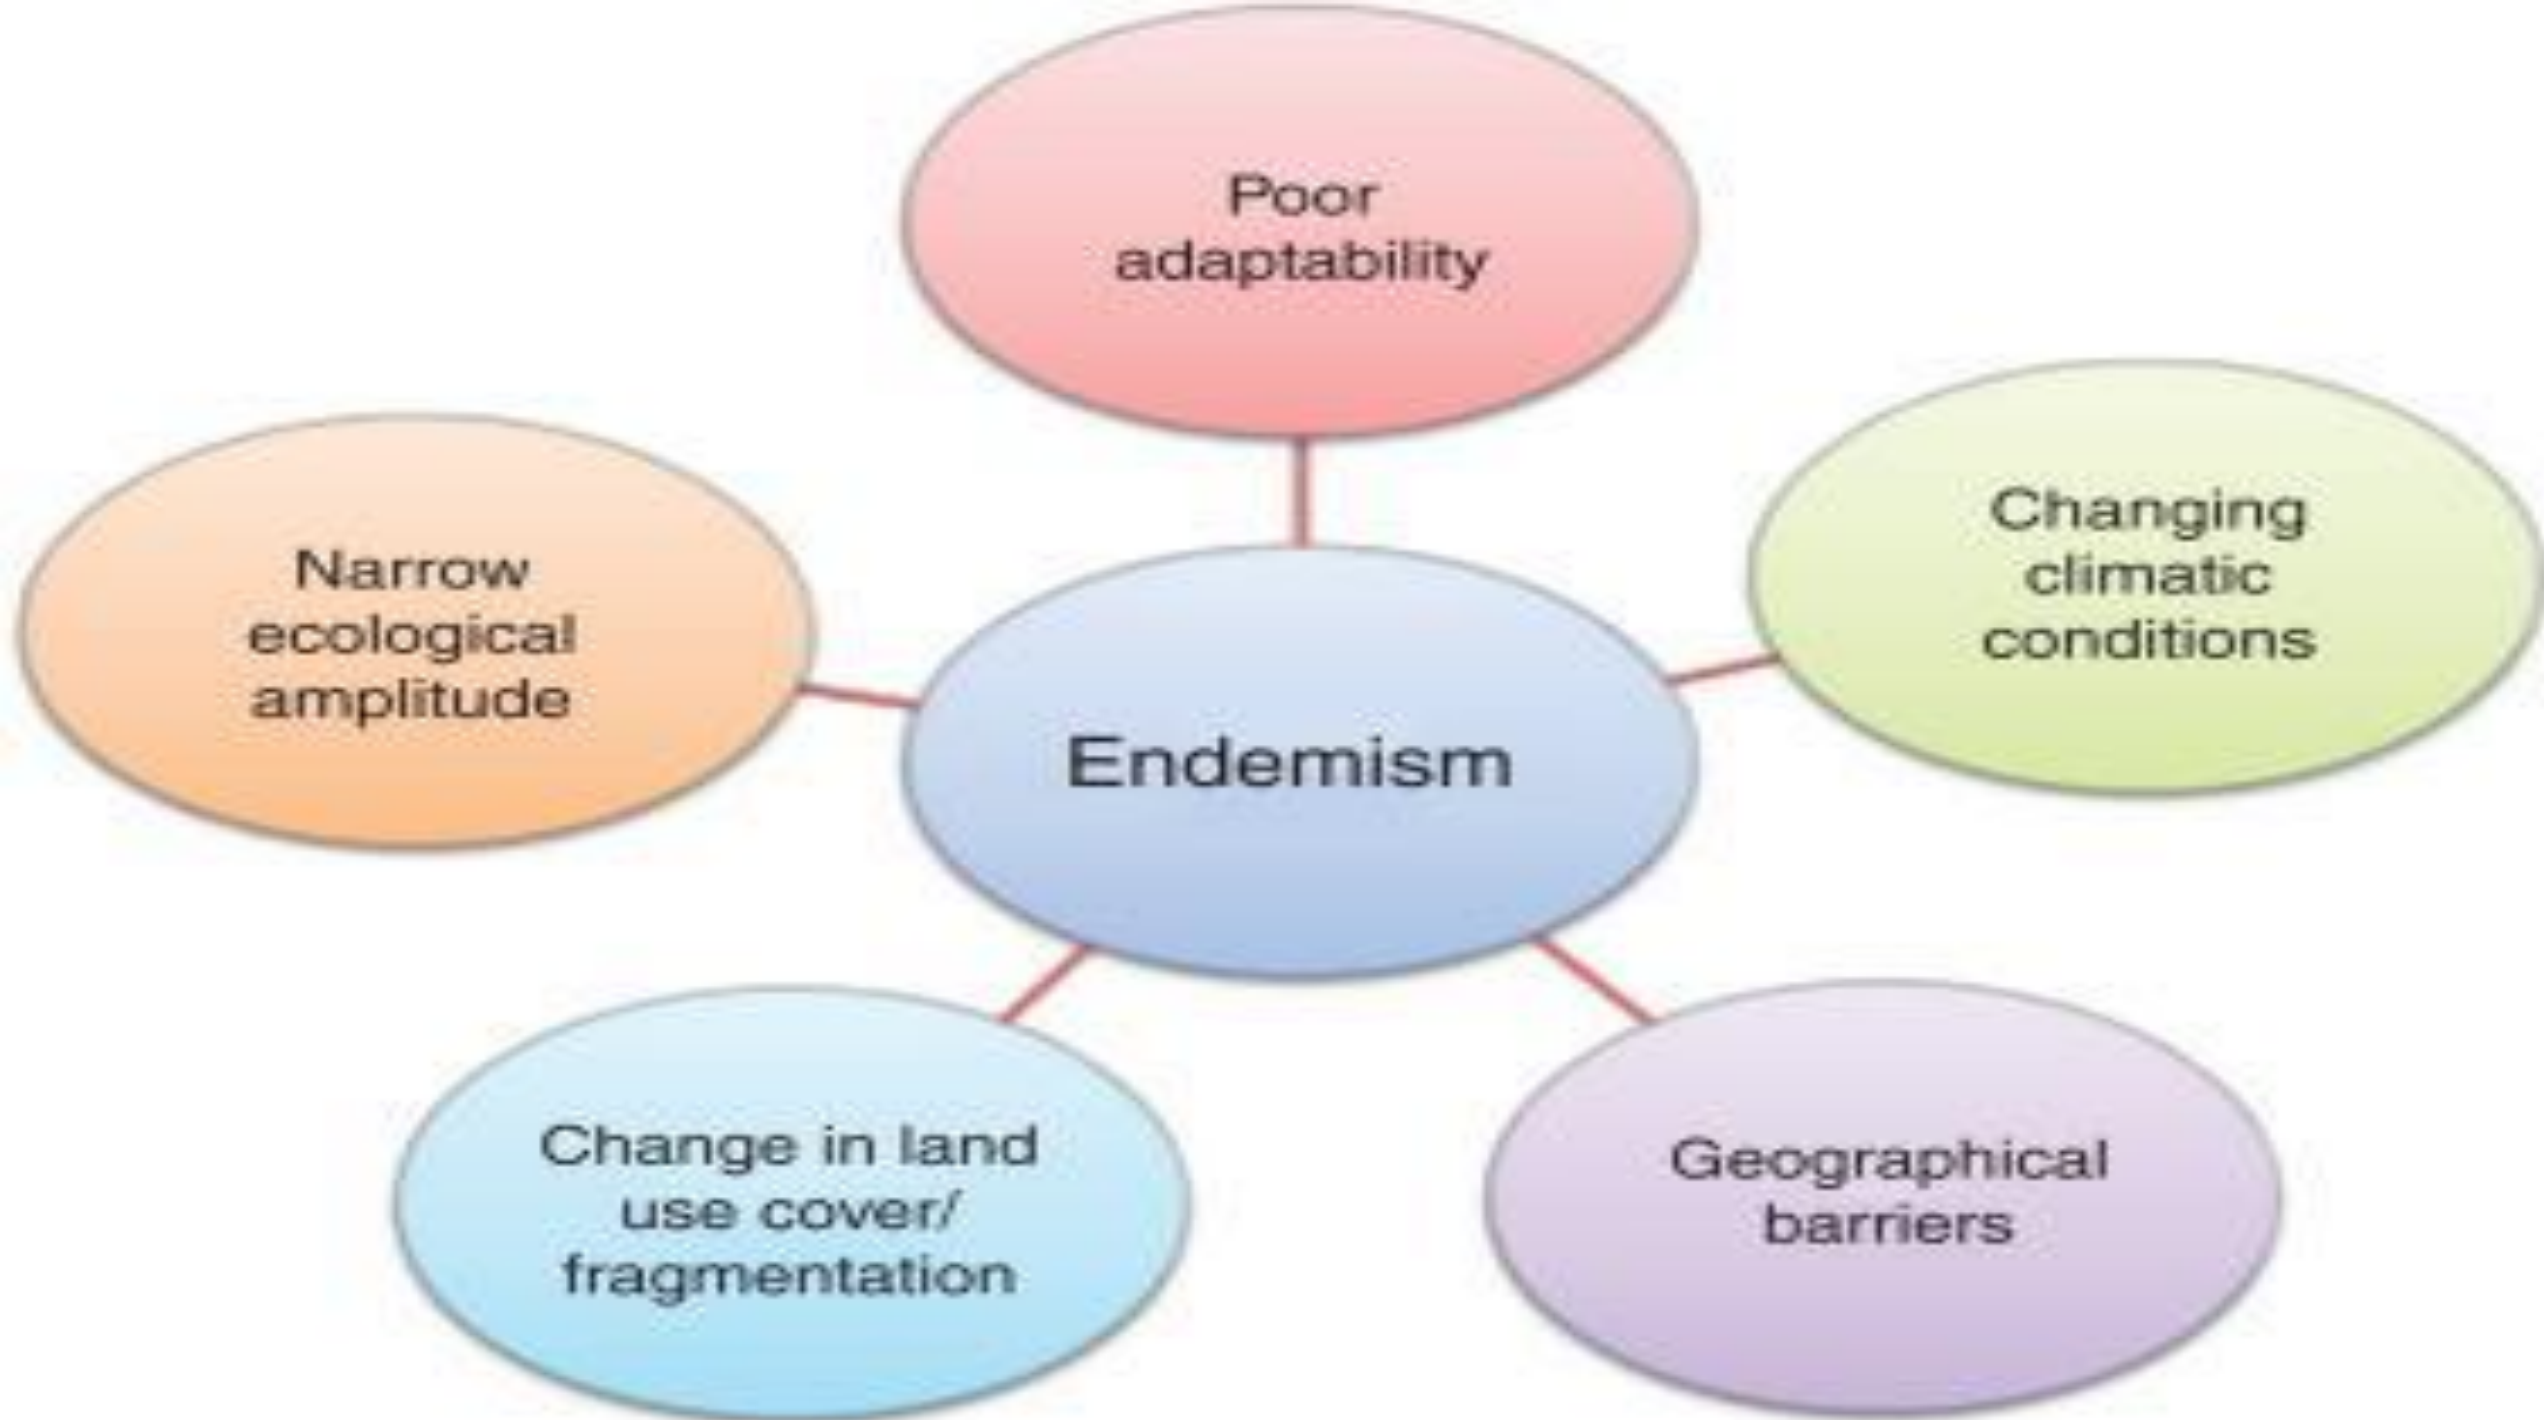 Poor
adaptability
Changing
climatic
conditions
Narrow
ecological
amplitude
Endemism
Change in land
use cover/
fragmentation
Geographical
barriers